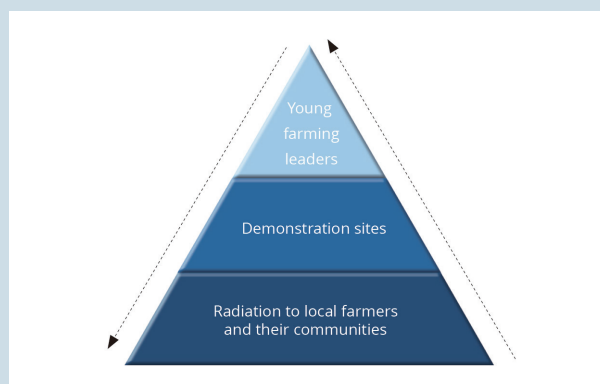 Young
farming
leaders
Demonstration sites
Radiation to local farmers
and their communities